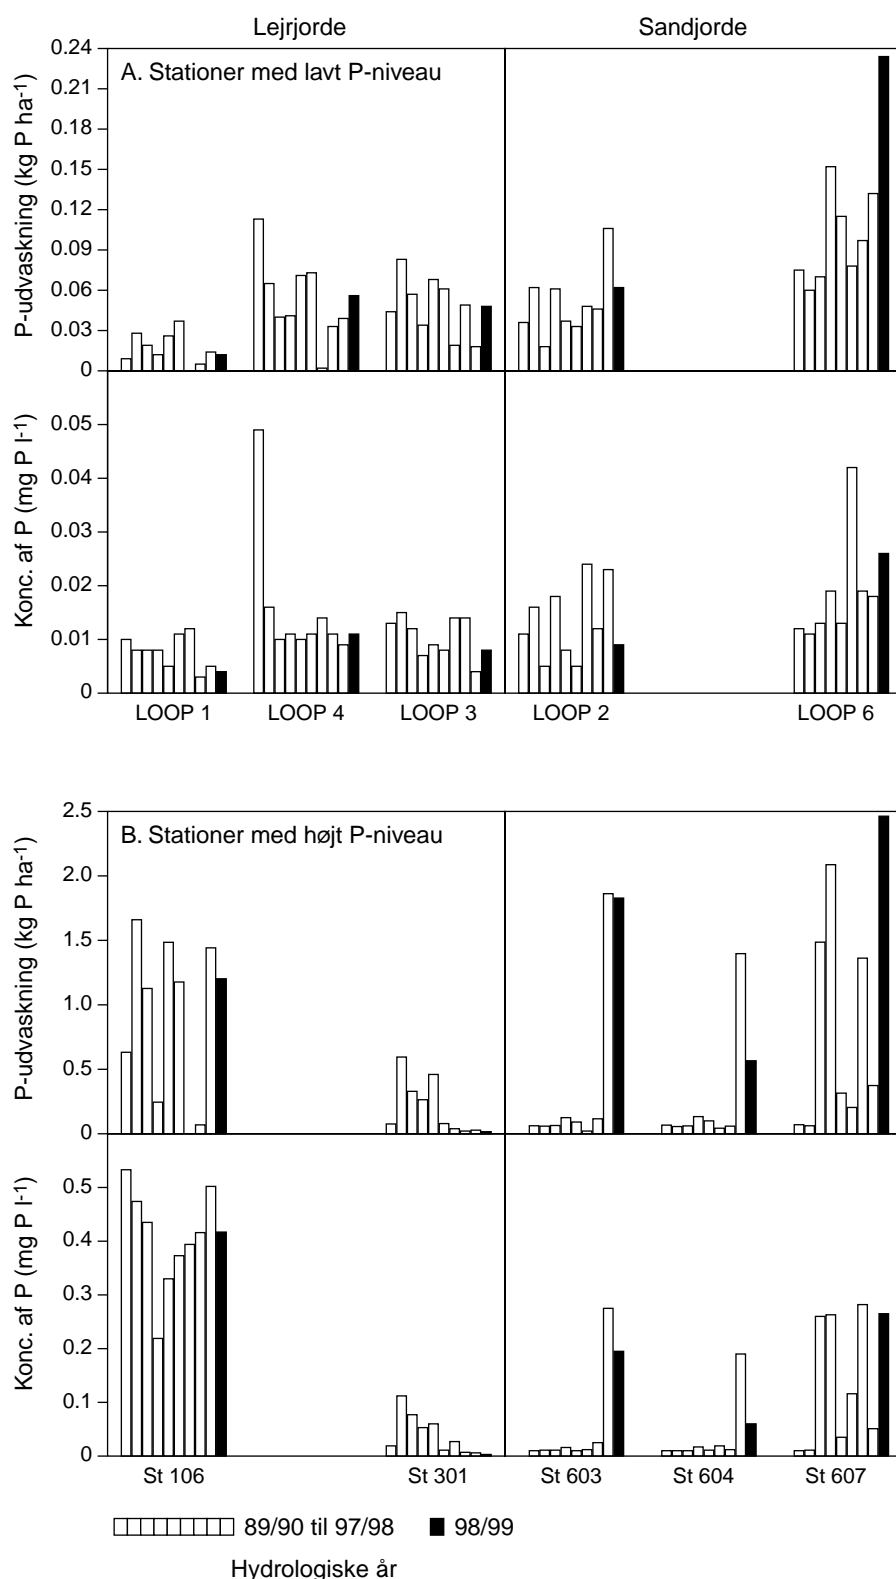 Lejrjorde
Sandjorde
A. Stationer med lavt P-niveau
P-udvaskning (kg P ha-1)
0.24
0.21
0.18
0.15
0.12
0.09
0.06
0.03
0
Konc. af P (mg P l-1)
0.05
0.04
0.03
0.02
0.01
0
LOOP 1
LOOP 4
LOOP 3
LOOP 2
LOOP 6
B. Stationer med højt P-niveau
P-udvaskning (kg P ha-1)
2.5
2.0
1.5
1.0
0.5
0
Konc. af P (mg P l-1)
0.5
0.4
0.3
0.2
0.1
0
St 106
St 301
St 603
St 604
St 607
89/90 til 97/98
98/99
Hydrologiske år